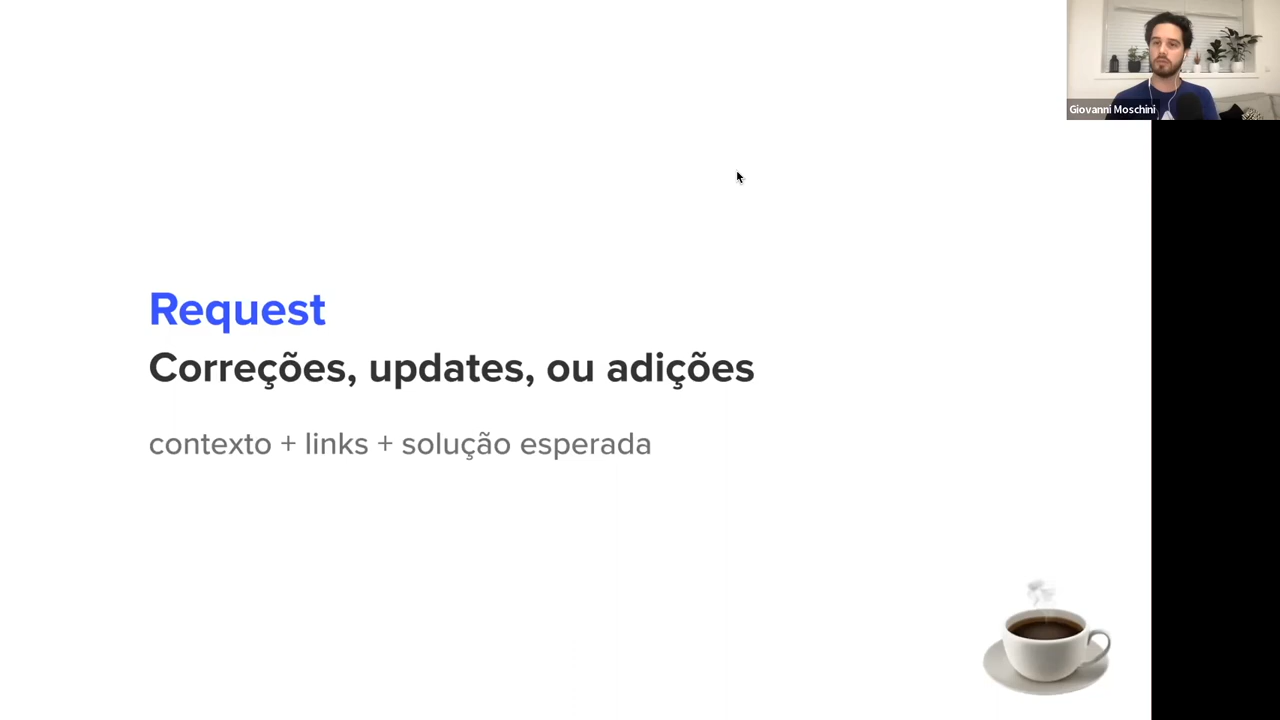 Giovanni Moschini
Request
Correções, updates, ou adições
contexto + links + solução esperada